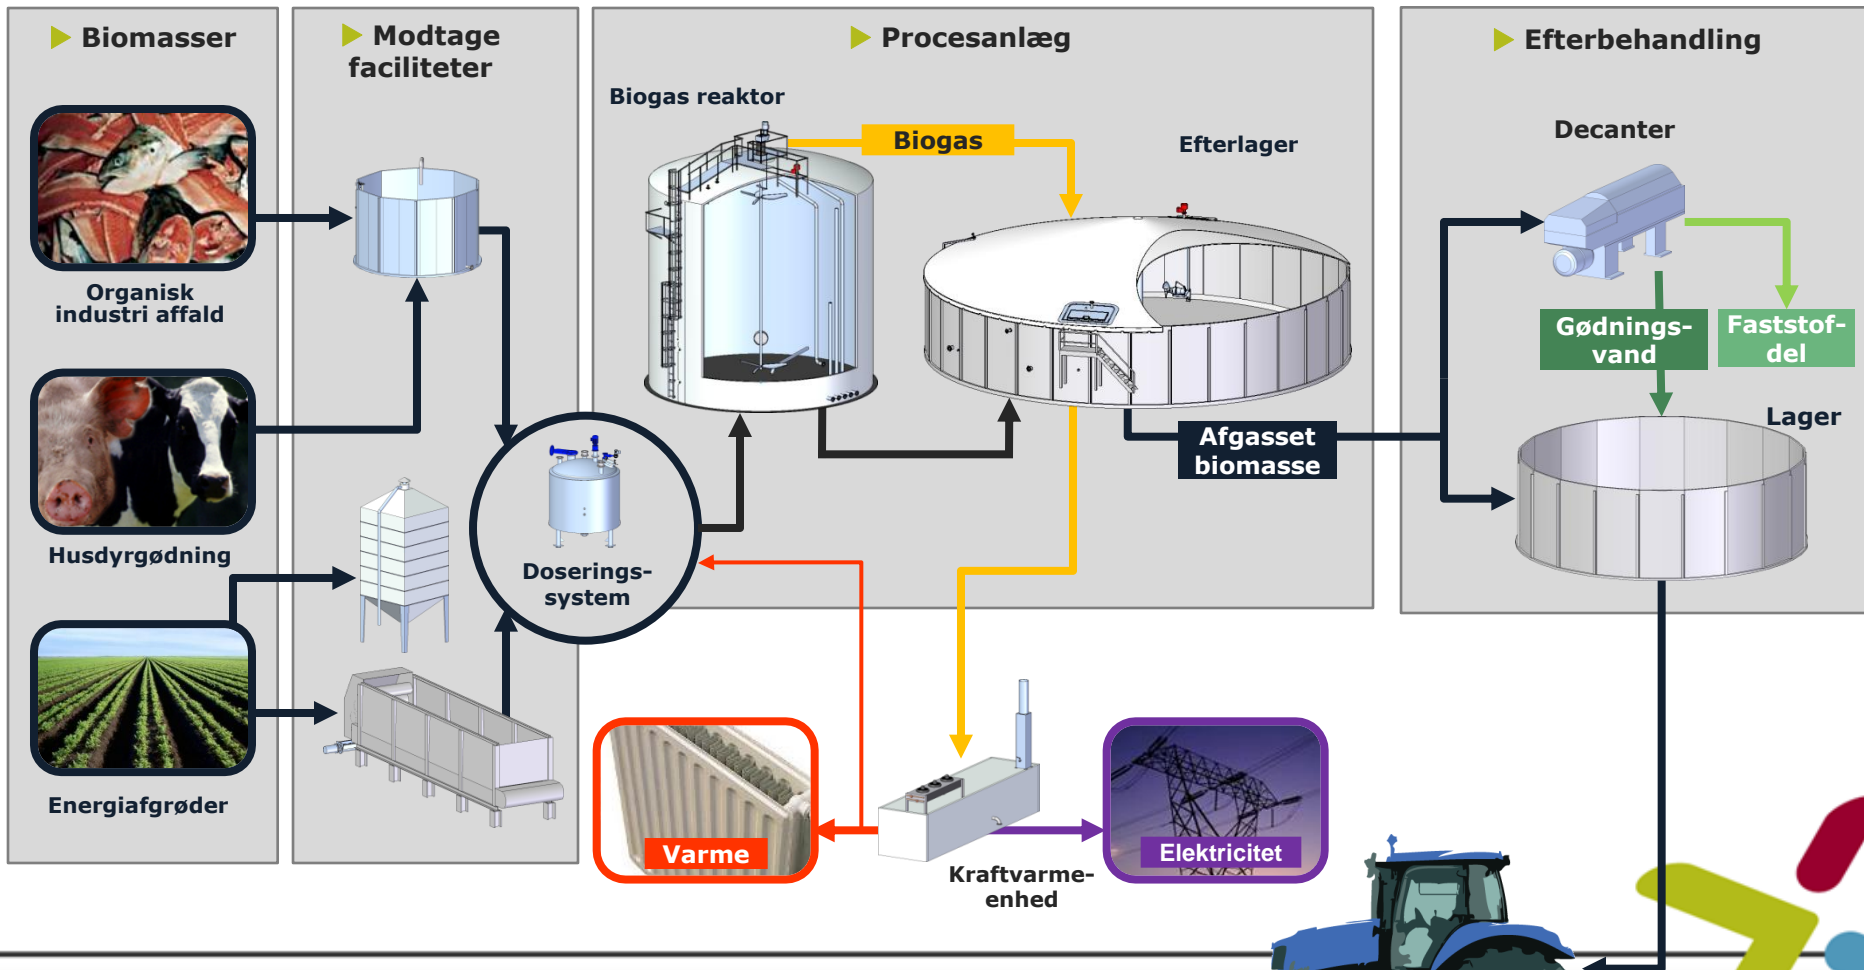 Biomasser
Organisk
industri affald
Husdyrgødning
Energiafgrøder
Modtage
faciliteter
Doserings-
system
Procesanlæg
Biogas reaktor
Biogas
Efterlager
Afgasset
biomasse
Efterbehandling
Decanter
Gødnings-
vand
Faststof-
del
Lager
Varme
Kraftvarme-
enhed
Elektricitet